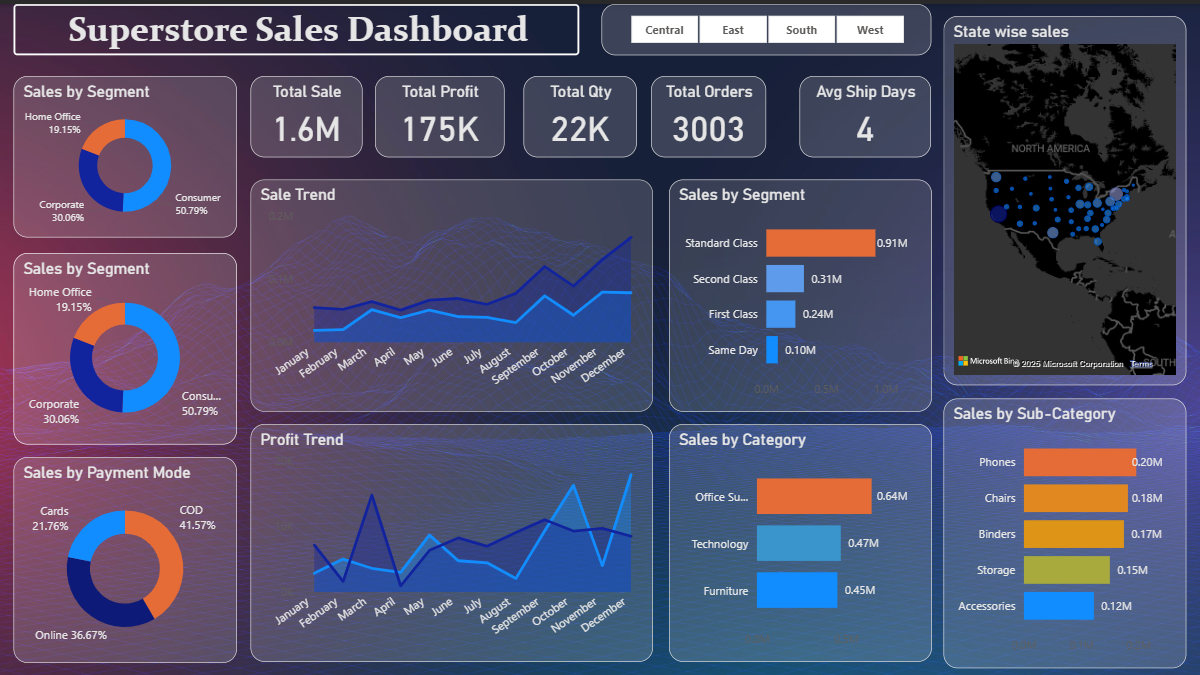 Superstore Sales Dashboard
Central
East
South
West
Sales by Segment
Home Office
19.15%
Corporate
30.06%
Consumer
50.79%
Total Sale
1.6M
Total Profit
175K
Total Qty
22K
Total Orders
3003
Avg Ship Days
4
State wise sales
NORTH AMERICA
Microsoft Bing
© 2025 Microsoft Corporation
Terms
SOUTH
A
Sales by Segment
Home Office
19.15%
Corporate
30.06%
Consu...
50.79%
Sale Trend
January
February
March
April
May
June
July
August
September
October
November
December
Sales by Segment
Standard Class
0.91M
Second Class
0.31M
First Class
0.24M
Same Day
0.10M
0.0M
0.5M
1.0M
Sales by Payment Mode
Cards
21.76%
COD
41.57%
Online 36.67%
Profit Trend
January
February
March
April
May
June
July
August
September
October
November
December
Sales by Category
Office Su...
0.64M
Technology
0.47M
Furniture
0.45M
Sales by Sub-Category
Phones
0.20M
Chairs
0.18M
Binders
0.17M
Storage
0.15M
Accessories
0.12M